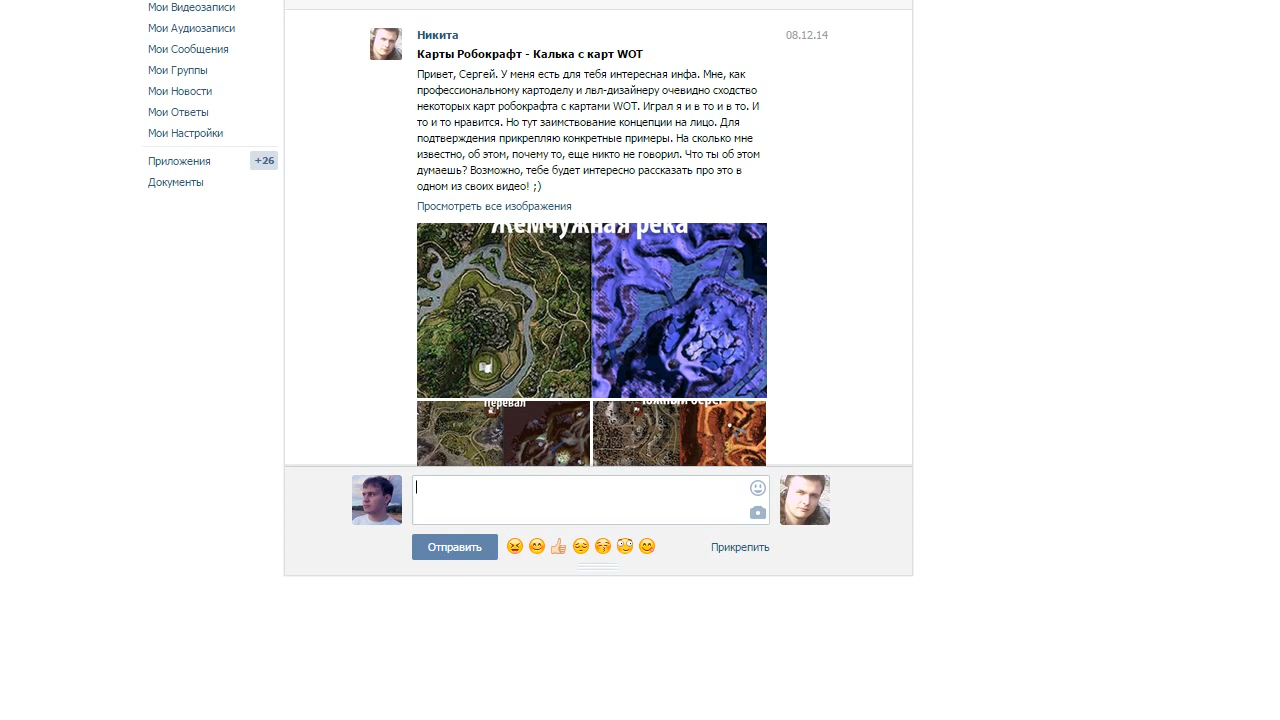 Мои Видеозаписи
Мои Аудиозаписи
Мои Сообщения
Мои Группы
Мои Новости
Мои Ответы
Мои Настройки
Приложения +26
Документы
Никита 08.12.14
Карты Робокрафт - Калька с карт WOT
Привет, Сергей. У меня есть для тебя интересная инфа. Мне, как
профессиональному картоделу и лвл-дизайнеру очевидно сходство
некоторых карт робокрафта с картами WOT. Играл я и в то и в то. И
то и то нравится. Но тут заимствование концепции на лицо. Для
подтверждения прикрепляю конкретные примеры. На сколько мне
известно, об этом, почему то, еще никто не говорил. Что ты об этом
думаешь? Возможно, тебе будет интересно рассказать про это в
одном из своих видео! ;)
Просмотреть все изображения
Жемчужная река
Перевал
Южный берег
Отправить
Прикрепить